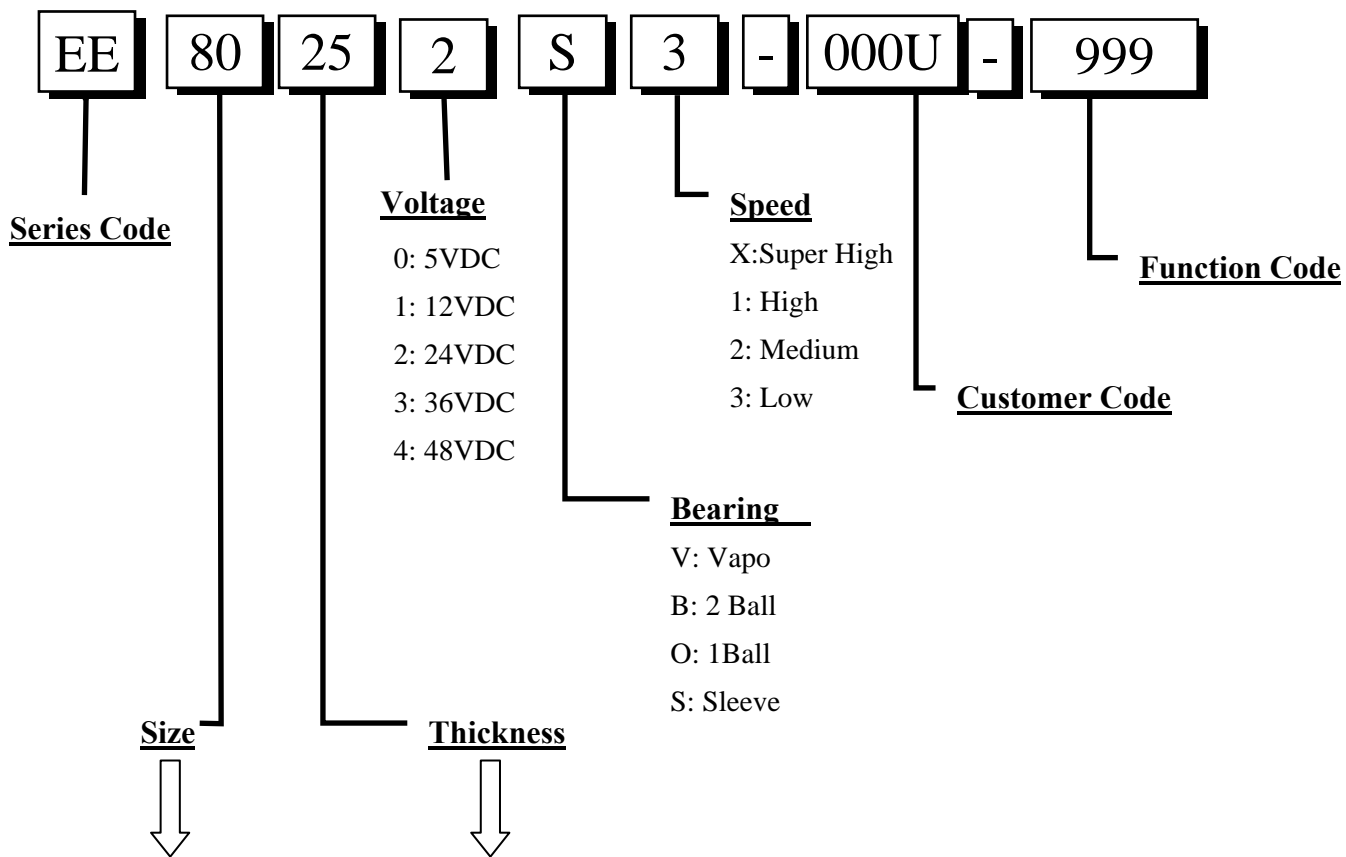 EE 80 25 2 S 3 - 000U - 999
Series Code
Voltage
0: 5VDC
1: 12VDC
2: 24VDC
3: 36VDC
4: 48VDC
Speed
X:Super High
1: High
2: Medium
3: Low
Function Code
Customer Code
Bearing
V: Vapo
B: 2 Ball
O: 1Ball
S: Sleeve
Size
Thickness